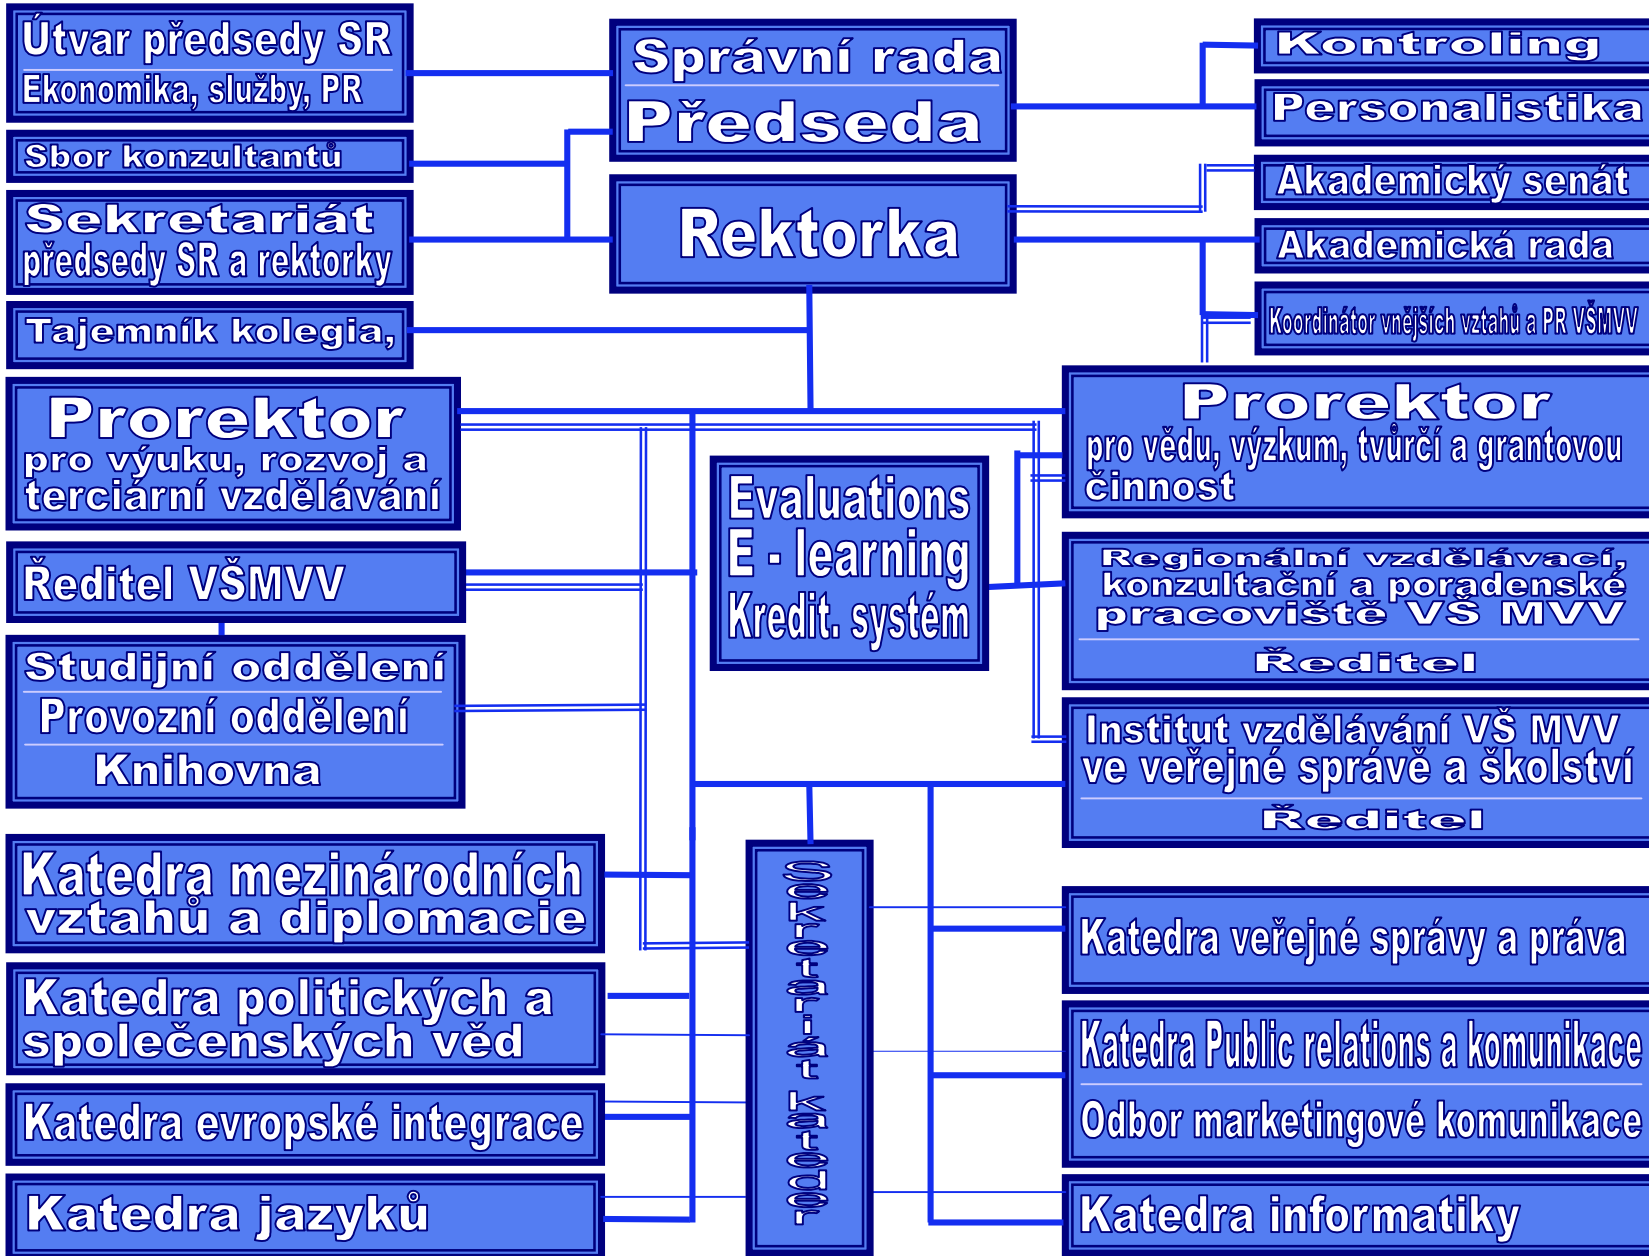 Útvar předsedy SR
Ekonomika, služby, PR
Sbor konzultantů
Sekretariát
předsedy SR a rektorky
Tajemník kolegia,
Správní rada
Předseda
Rektorka
Kontroling
Personalistika
Akademický senát
Akademická rada
Koordinátor vnějších vztahů a PR VŠMVV
Prorektor
pro výuku, rozvoj a
terciární vzdělávání
Ředitel VŠMVV
Studijní oddělení
Provozní oddělení
Knihovna
Evaluations
E - learning
Kredit. systém
Prorektor
pro vědu, výzkum, tvůrčí a grantovou
činnost
Regionální vzdělávací,
konzultační a poradenské
pracoviště VŠ MVV
Ředitel
Institut vzdělávání VŠ MVV
ve veřejné správě a školství
Ředitel
Katedra mezinárodních
vztahů a diplomacie
Katedra politických a
společenských věd
Katedra evropské integrace
Katedra jazyků
Sekretariát kateder
Katedra veřejné správy a práva
Katedra Public relations a komunikace
Odbor marketingové komunikace
Katedra informatiky